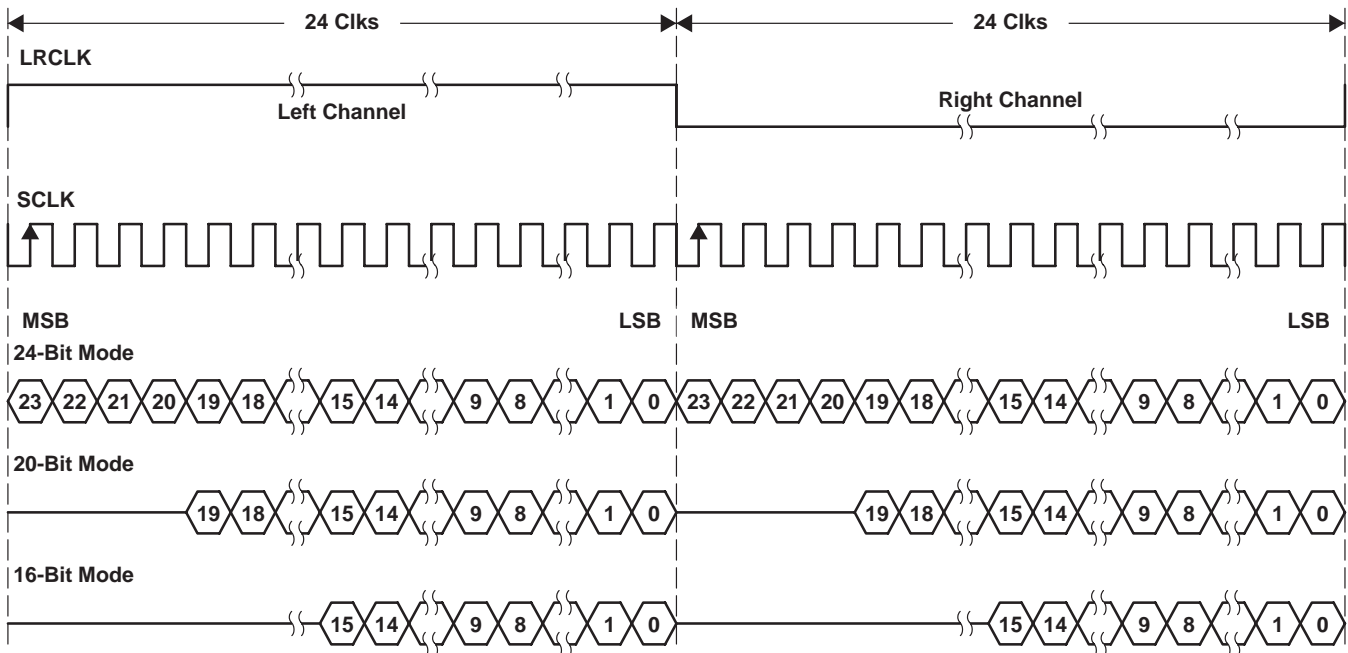 24 Clks 24 Clks
LRCLK
Left Channel Right Channel
SCLK
MSB LSB MSB LSB
24-Bit Mode
23 22 21 20 19 18 15 14 9 8 1 0 23 22 21 20 19 18 15 14 9 8 1 0
20-Bit Mode
19 18 15 14 9 8 1 0 19 18 15 14 9 8 1 0
16-Bit Mode
15 14 9 8 1 0 15 14 9 8 1 0